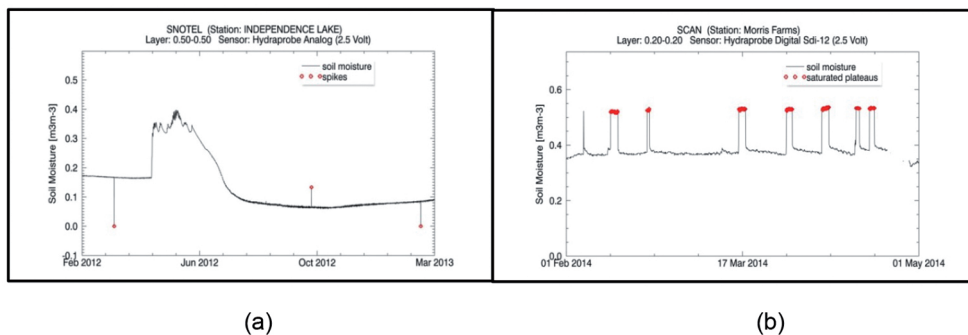 SNOTEL (Station: INDEPENDENCE LAKE)
Layer: 0.50-0.50 Sensor: Hydraprobe Analog (2.5 Volt)
soil moisture
spikes
0.5
0.4
0.3
0.2
0.1
0.0
-0.1
Soil Moisture [m3m-3]
Feb 2012
Jun 2012
Oct 2012
Mar 2013
(a)
SCAN (Station: Morris Farms)
Layer: 0.20-0.20 Sensor: Hydraprobe Digital Sdi-12 (2.5 Volt)
soil moisture
saturated plateaus
0.6
0.4
0.2
0.0
Soil Moisture [m3m-3]
01 Feb 2014
17 Mar 2014
01 May 2014
(b)